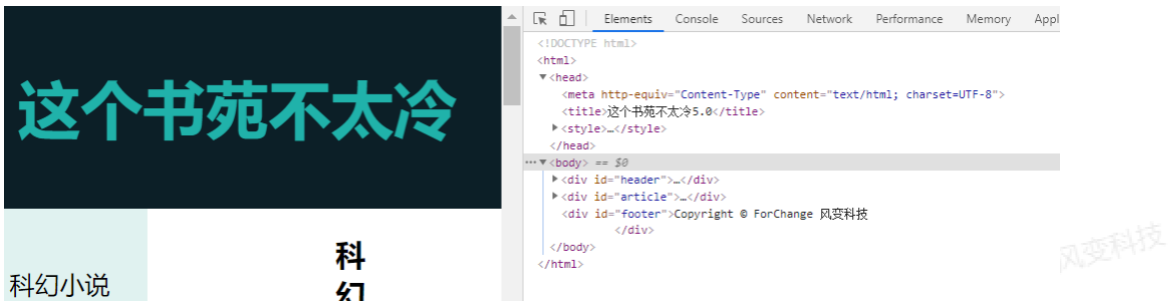 这个书苑不太冷
科幻小说
科
幻
Elements Console Sources Network Performance Memory Appl
<!DOCTYPE html>
<html>
▼<head>
<meta http-equiv="Content-Type" content="text/html; charset=UTF-8">
<title>这个书苑不太冷5.0</title>
▶<style>…</style>
</head>
…▼<body> == $0
▶<div id="header">…</div>
▶<div id="article">…</div>
<div id="footer">Copyright © ForChange 风变科技
</div>
</body>
</html>
风变科技